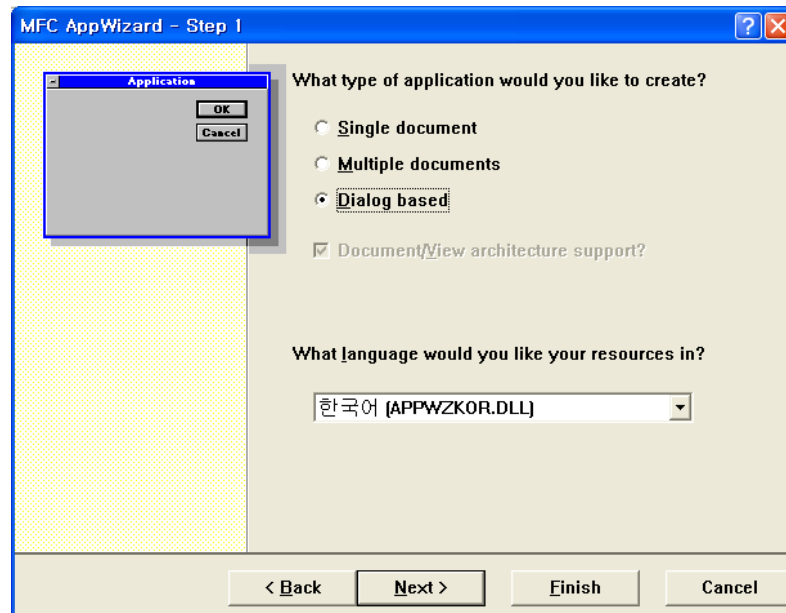 MFC AppWizard - Step 1
Application
OK
Cancel
What type of application would you like to create?
Single document
Multiple documents
Dialog based
Document/View architecture support?
What language would you like your resources in?
한국어 (APPWZKOR.DLL)
< Back Next > Finish Cancel